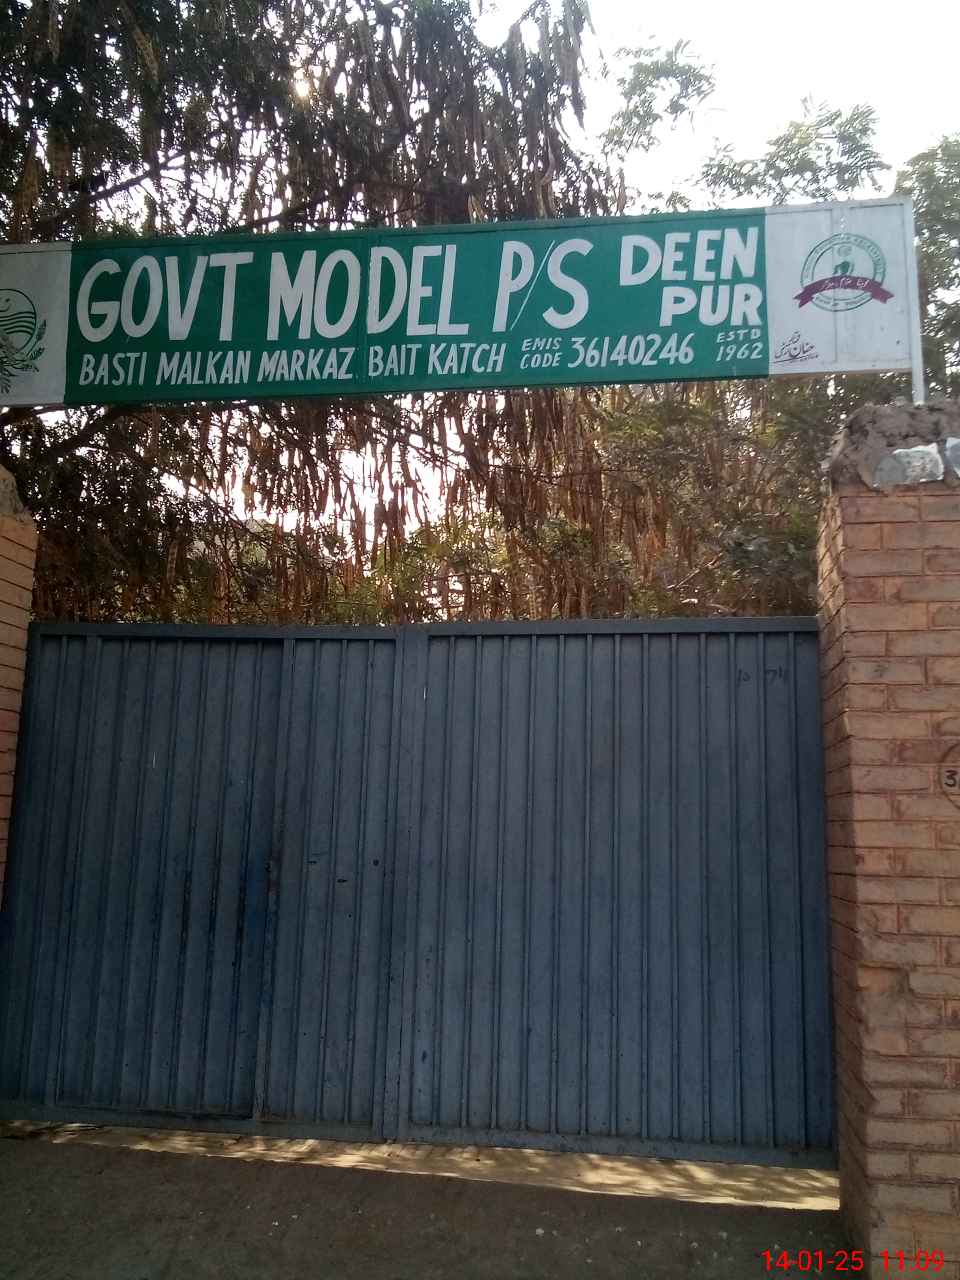 GOVT MODEL P/S DEEN PUR
BASTI MALKAN MARKAZ BAIT KATCH EMIS CODE 36140246 ESTD 1962
14-01-25 11:09